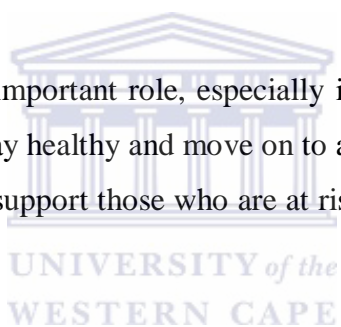 important role, especially i
ay healthy and move on to a
support those who are at ris
UNIVERSITY of the
WESTERN CAPE